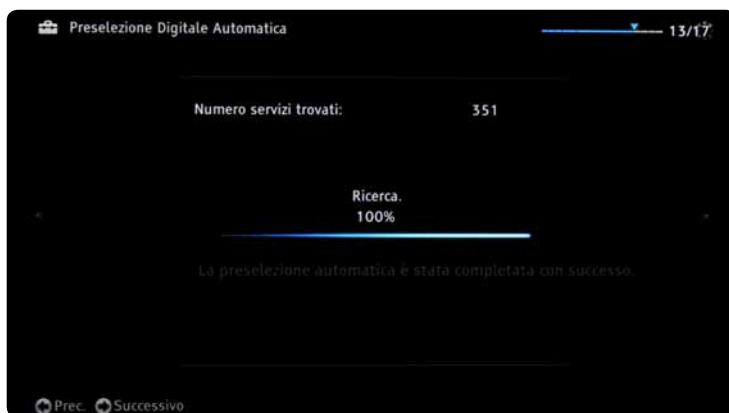 Preselezione Digitale Automatica
13/17
Numero servizi trovati: 351
Ricerca.
100%
La preselezione automatica è stata completata con successo.
Prec. Successivo